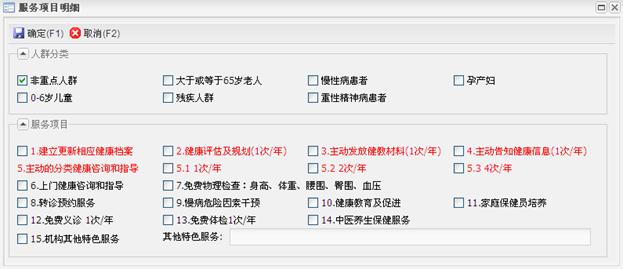 服务项目明细
确定(F1) 取消(F2)
人群分类
非重点人群 大于或等于65岁老人 慢性病患者 孕产妇
0-6岁儿童 残疾人群 重性精神病患者
服务项目
1.建立更新相应健康档案 2.健康评估及规划(1次/年) 3.主动发放健教材料(1次/年) 4.主动告知健康信息(1次/年)
5.主动的分类健康咨询和指导 5.1 1次/年 5.2 2次/年 5.3 4次/年
6.上门健康咨询和指导 7.免费物理检查：身高、体重、腰围、臀围、血压
8.转诊预约服务 9.慢病危险因素干预 10.健康教育及促进 11.家庭保健员培养
12.免费义诊 1次/年 13.免费体检1次/年 14.中医养生保健服务
15.机构其他特色服务 其他特色服务: